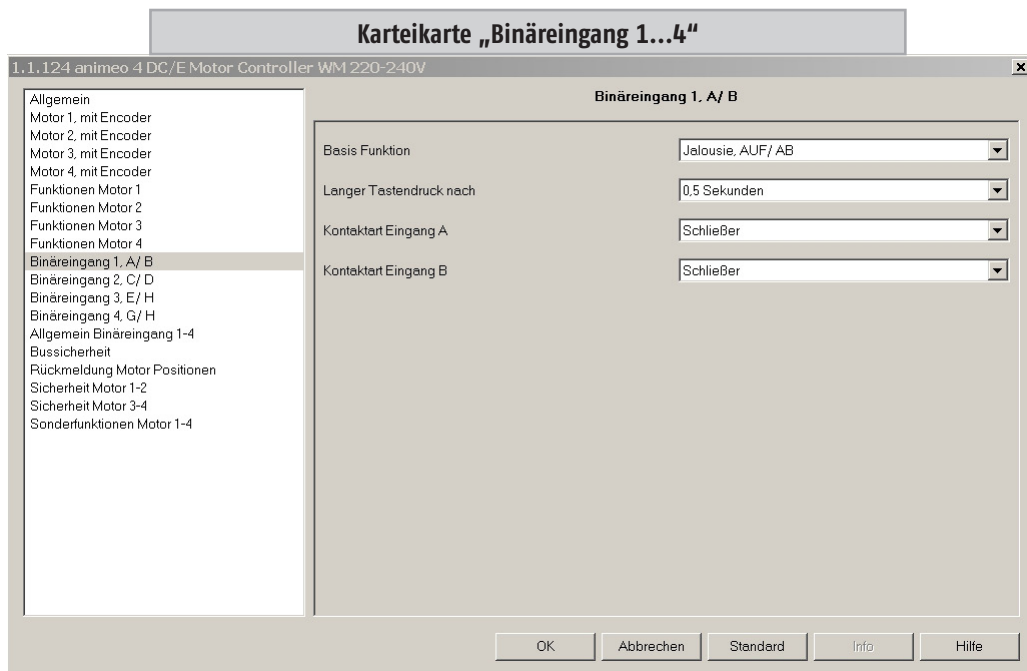 Karteikarte „Binäreingang 1...4“
1.1.124 animeo 4 DC/E Motor Controller WM 220-240V
Allgemein
Motor 1, mit Encoder
Motor 2, mit Encoder
Motor 3, mit Encoder
Motor 4, mit Encoder
Funktionen Motor 1
Funktionen Motor 2
Funktionen Motor 3
Funktionen Motor 4
Binäreingang 1, A/ B
Binäreingang 2, C/ D
Binäreingang 3, E/ H
Binäreingang 4, G/ H
Allgemein Binäreingang 1-4
Bussicherheit
Rückmeldung Motor Positionen
Sicherheit Motor 1-2
Sicherheit Motor 3-4
Sonderfunktionen Motor 1-4
Binäreingang 1, A/ B
Basis Funktion Jalousie, AUF/ AB
Langer Tastendruck nach 0,5 Sekunden
Kontaktart Eingang A Schließer
Kontaktart Eingang B Schließer
OK Abbrechen Standard Info Hilfe